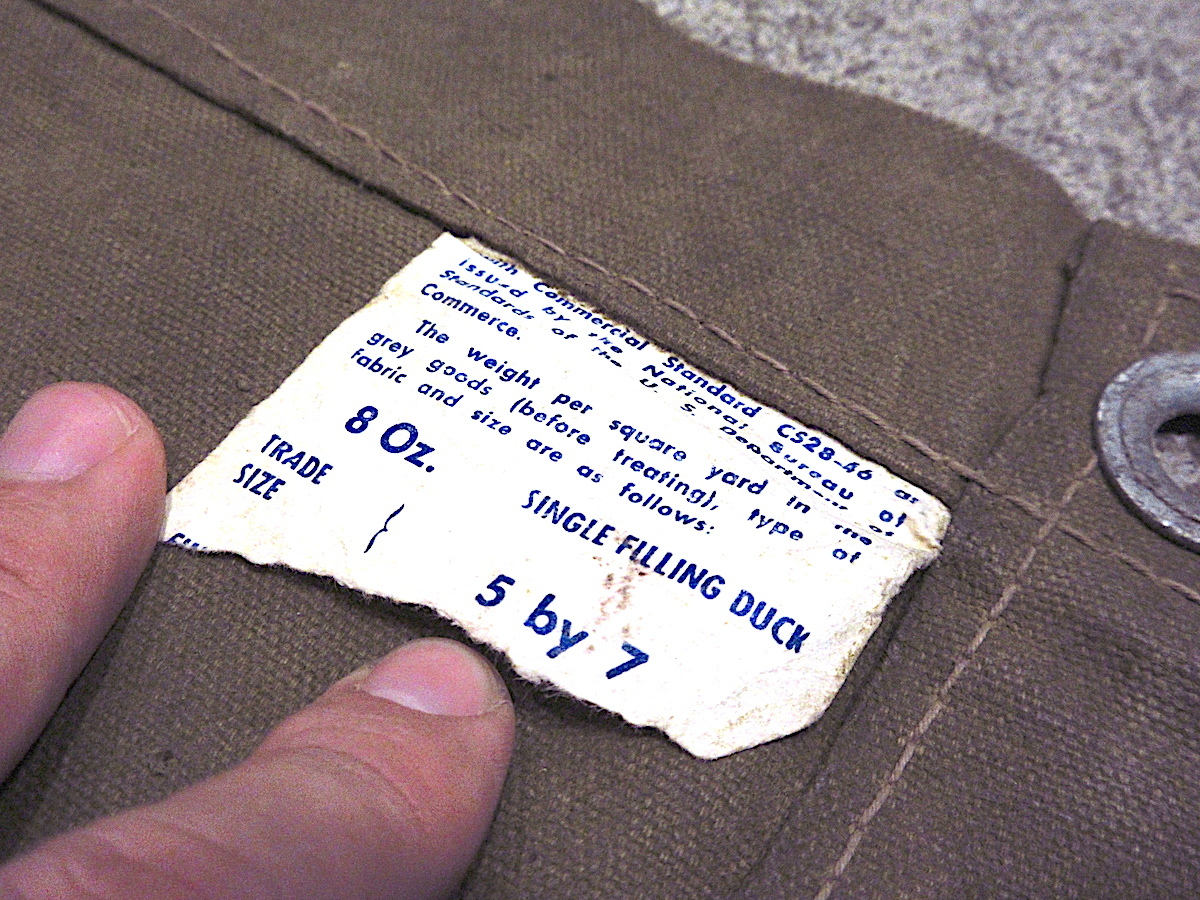 Commercial Standard CS28-46 as
issued by the National Bureau of
Standards of the U. S. Department of
Commerce.
The weight per square yard in the
grey goods (before treating), type of
fabric and size are as follows:
8 Oz. SINGLE FILLING DUCK
TRADE
SIZE } 5 by 7